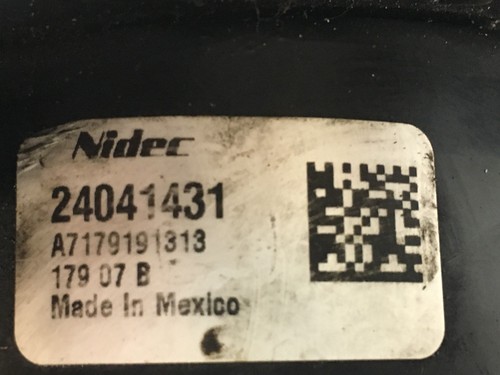 Nidec
24041431
A7179191313
179 07 B
Made In Mexico